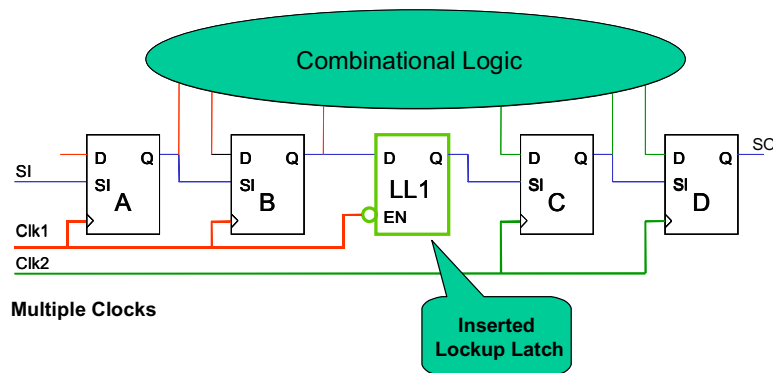 Combinational Logic
D Q D Q D Q D Q D Q SO
SI SI SI SI SI
A B LL1 C D
EN
Clk1
Clk2
Multiple Clocks
Inserted
Lockup Latch